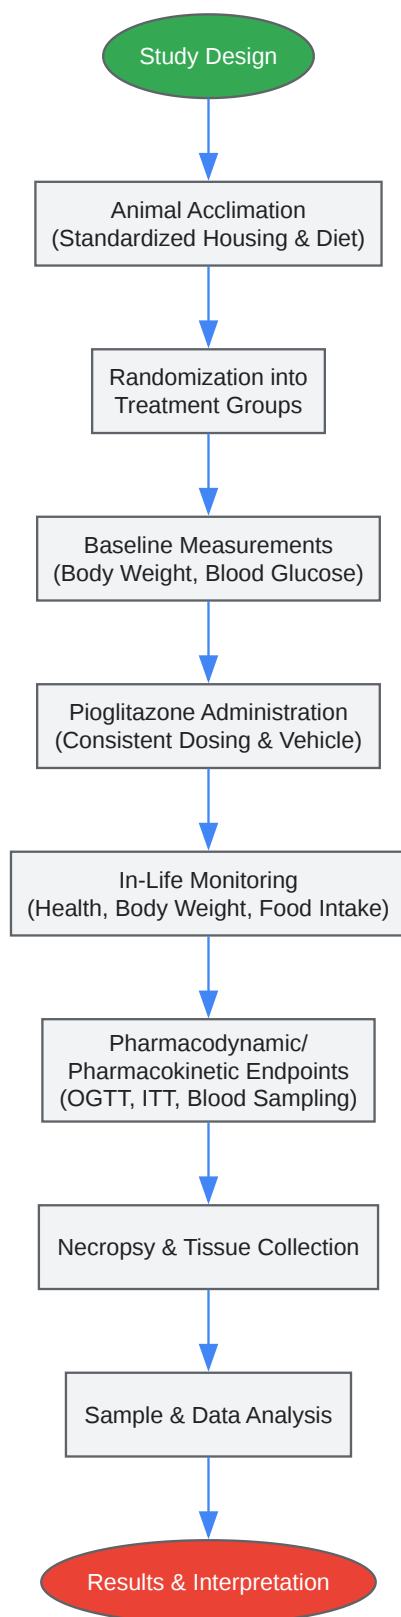 Study Design
Animal Acclimation
(Standardized Housing & Diet)
Randomization into
Treatment Groups
Baseline Measurements
(Body Weight, Blood Glucose)
Pioglitazone Administration
(Consistent Dosing & Vehicle)
In-Life Monitoring
(Health, Body Weight, Food Intake)
Pharmacodynamic/
Pharmacokinetic Endpoints
(OGTT, ITT, Blood Sampling)
Necropsy & Tissue Collection
Sample & Data Analysis
Results & Interpretation